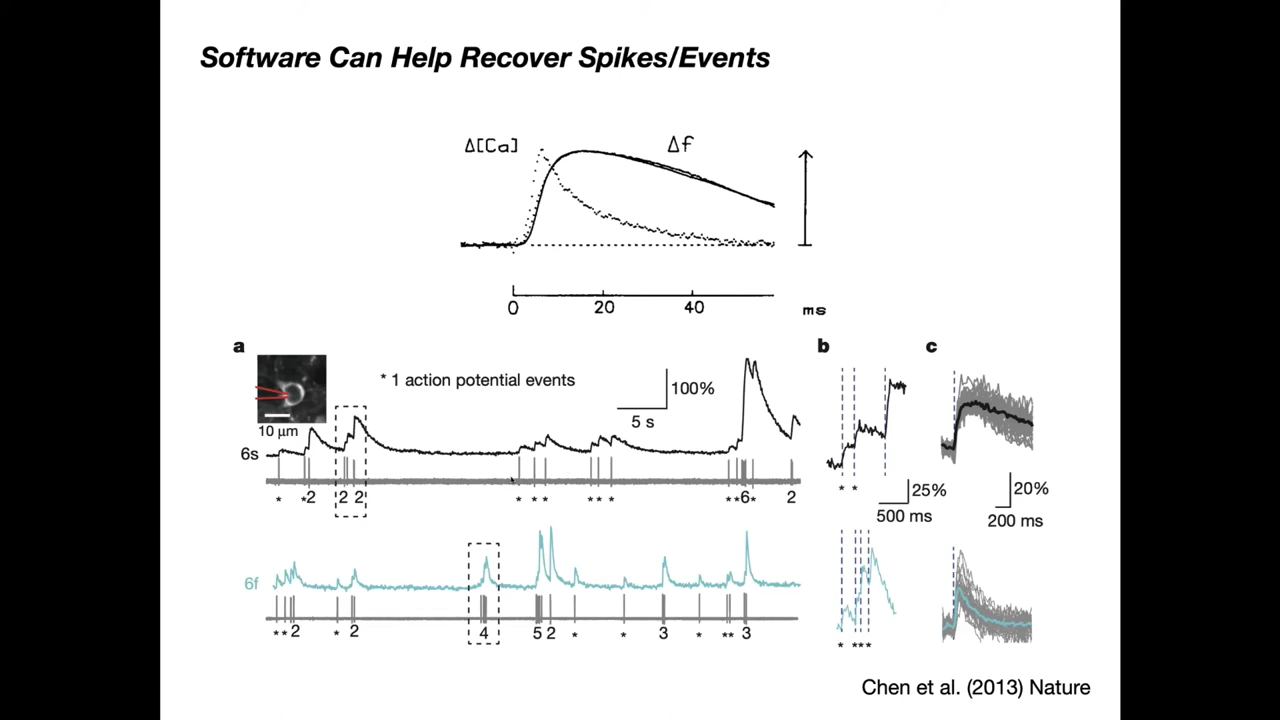 Software Can Help Recover Spikes/Events
Δ[Ca] Δf
0 20 40 ms
a b c
* 1 action potential events
100%
5 s
10 µm
6s
* *2 2 2 * * * * * * * * 6 * 2
* *
25%
500 ms
20%
200 ms
6f
* * 2 * 2 4 5 2 * * 3 * * * 3
* * * *
Chen et al. (2013) Nature